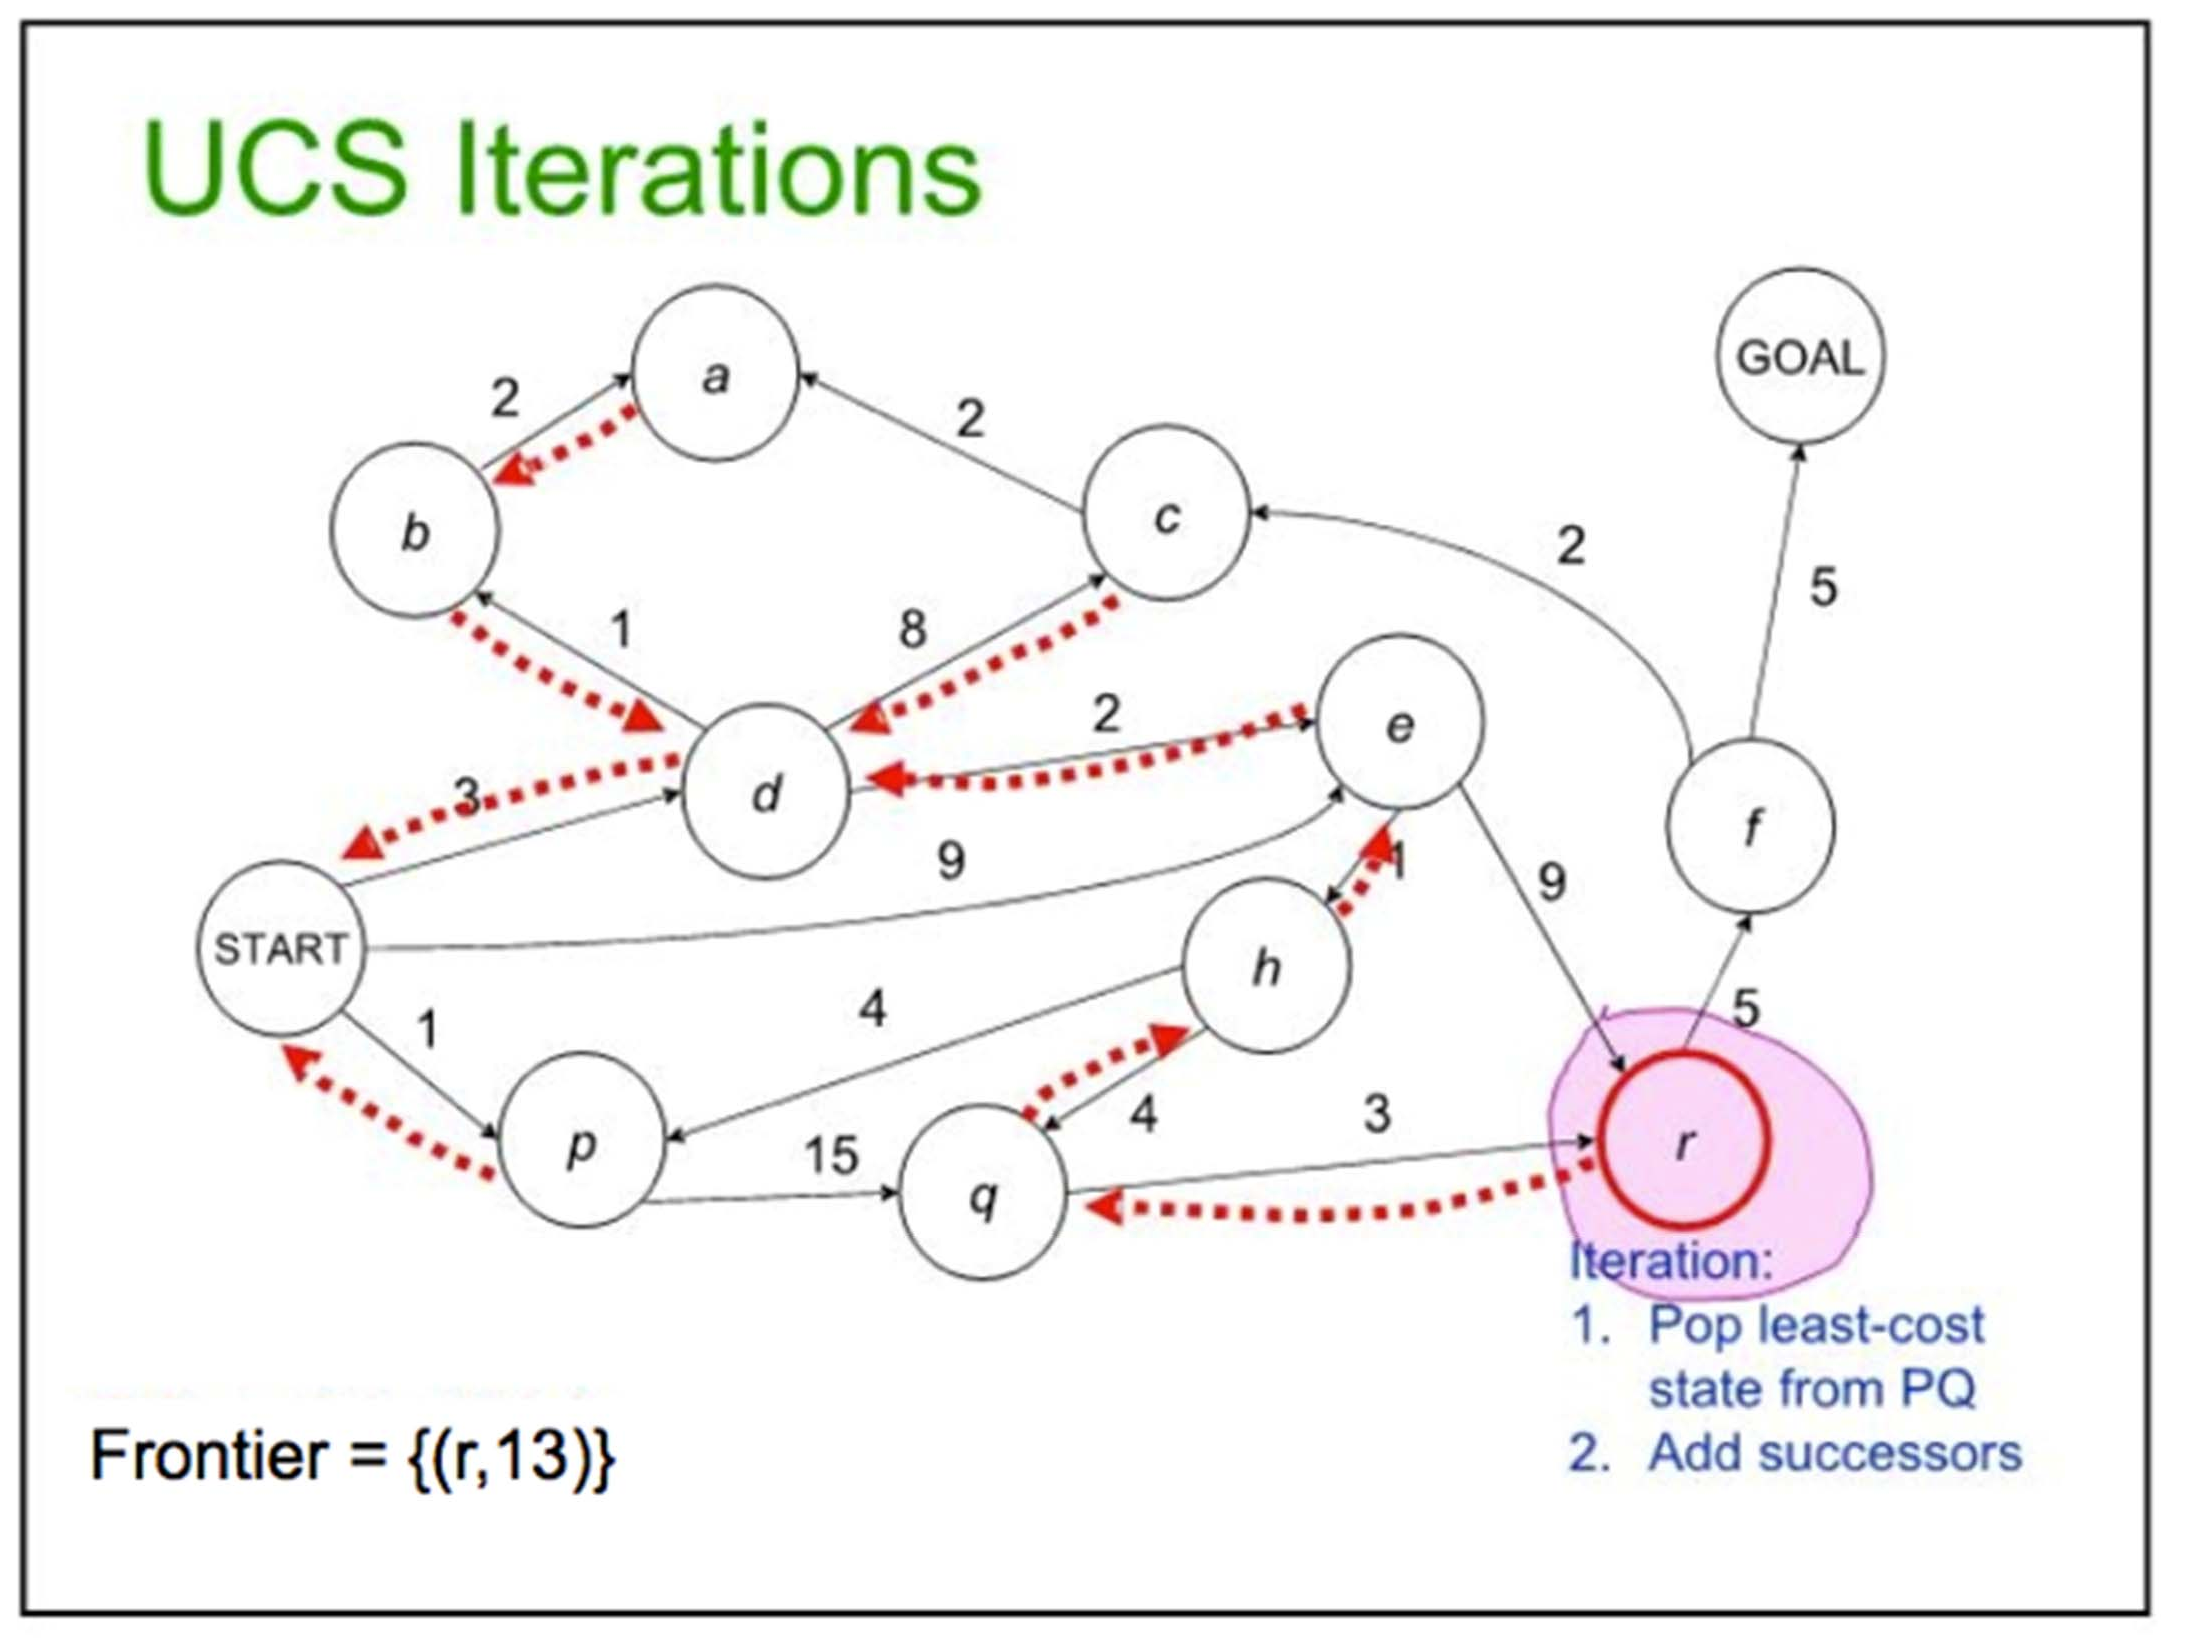 UCS Iterations
a
GOAL
2
2
b
c
2
5
1
8
2
e
3
d
f
9
1
9
START
h
4
5
1
p
15
4
3
q
r
Iteration:
1. Pop least-cost
state from PQ
2. Add successors
Frontier = {(r,13)}